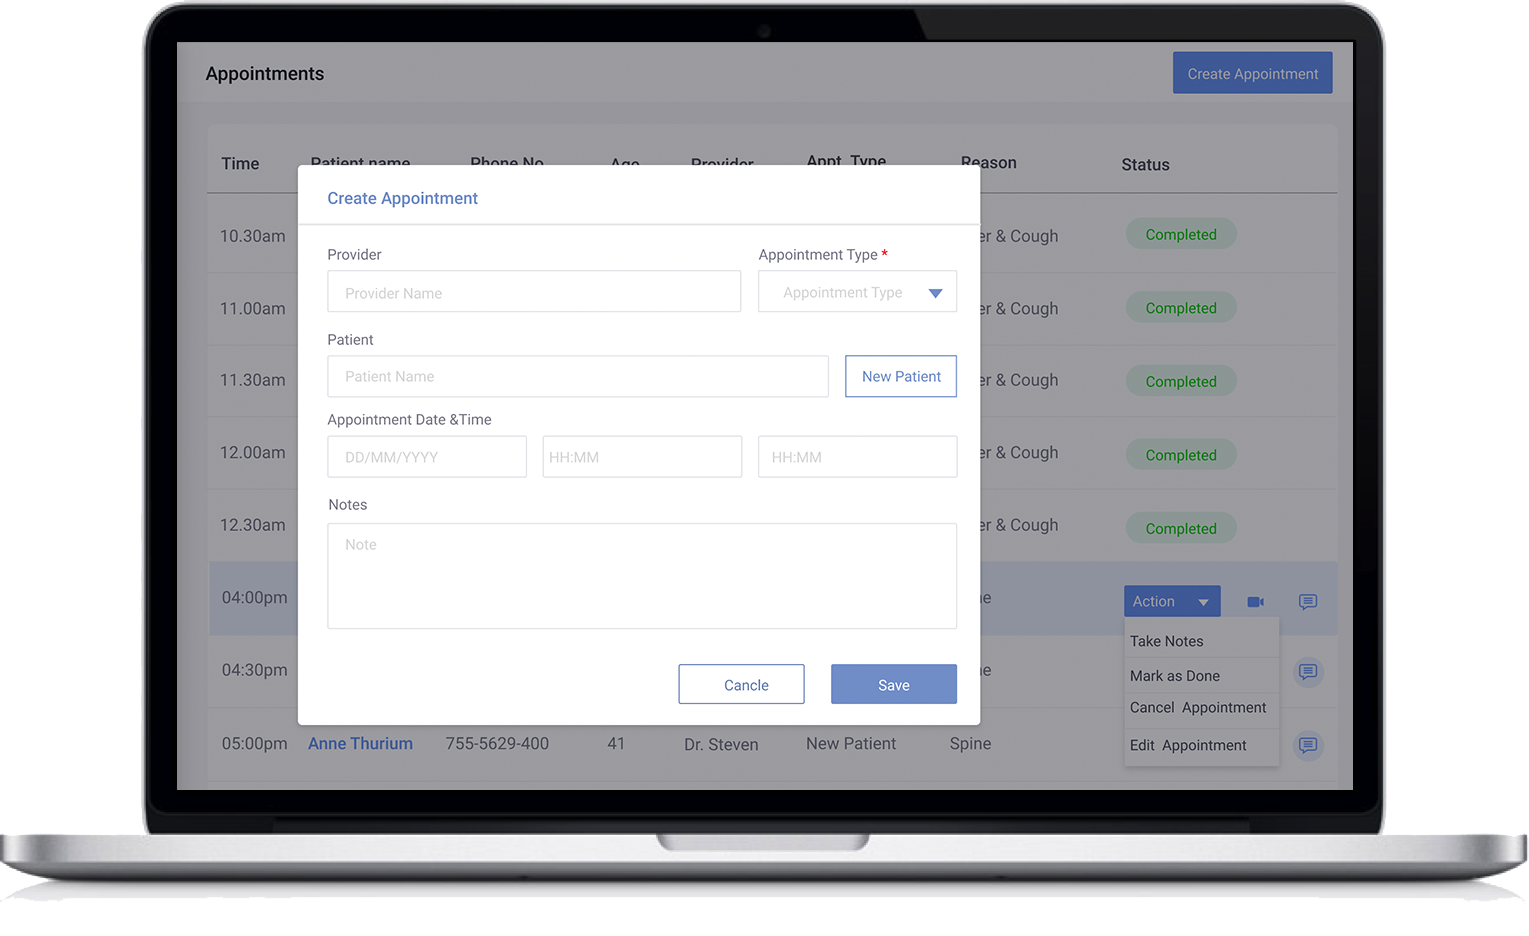 Appointments
Create Appointment
Time Patient name Phone No Age Provider Appt. Type Reason Status
Create Appointment
Provider Appointment Type *
Provider Name Appointment Type
Patient
Patient Name New Patient
Appointment Date &Time
DD/MM/YYYY HH:MM HH:MM
Notes
Note
Cancle Save
10.30am er & Cough Completed
11.00am er & Cough Completed
11.30am er & Cough Completed
12.00am er & Cough Completed
12.30am er & Cough Completed
04:00pm ne Action
Take Notes
04:30pm ne
Mark as Done
Cancel Appointment
05:00pm Anne Thurium 755-5629-400 41 Dr. Steven New Patient Spine
Edit Appointment